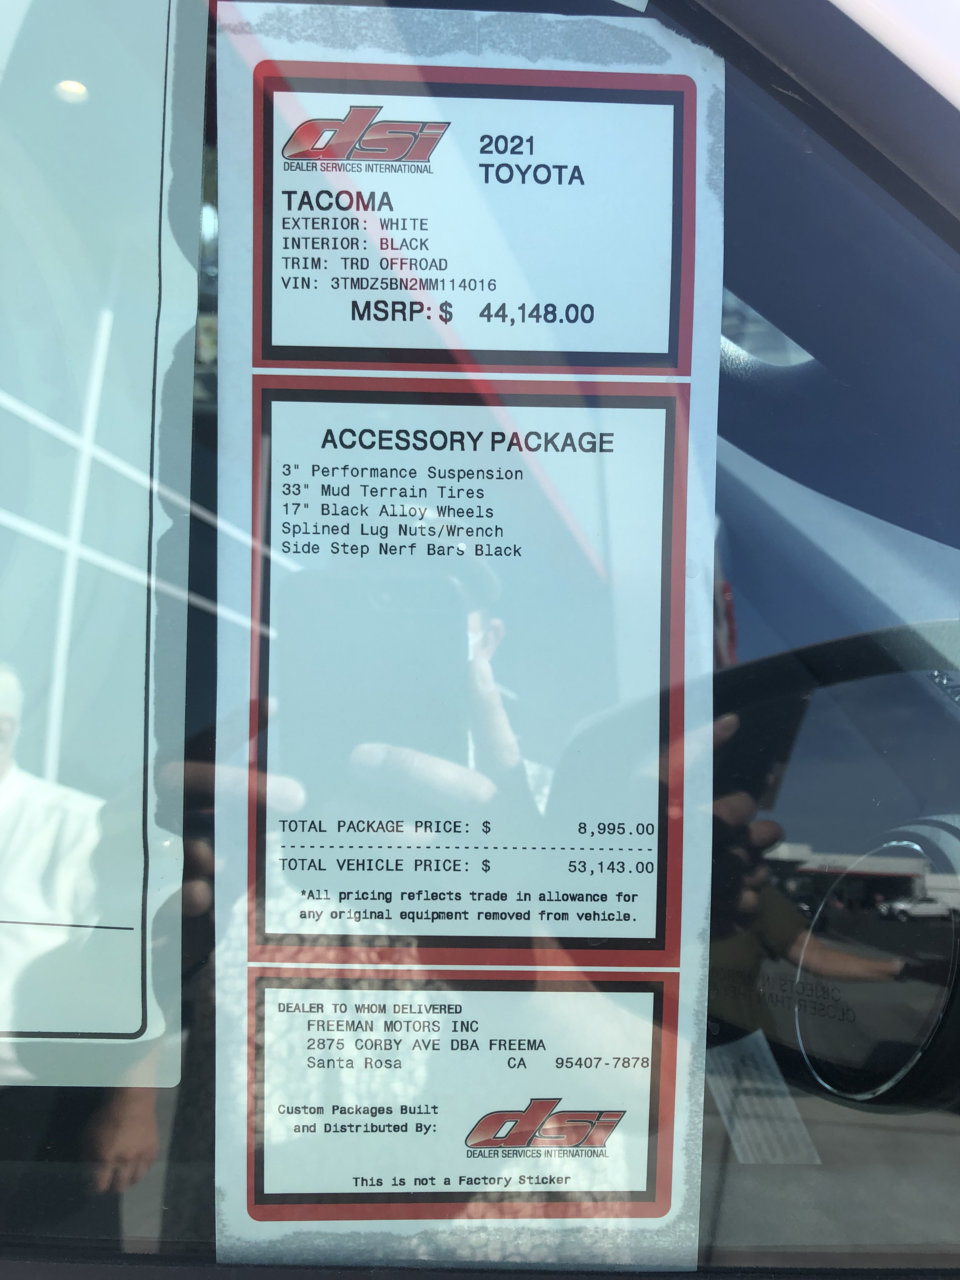 dsi
DEALER SERVICES INTERNATIONAL
2021
TOYOTA
TACOMA
EXTERIOR: WHITE
INTERIOR: BLACK
TRIM: TRD OFFROAD
VIN: 3TMDZ5BN2MM114016
MSRP: $ 44,148.00
ACCESSORY PACKAGE
3" Performance Suspension
33" Mud Terrain Tires
17" Black Alloy Wheels
Splined Lug Nuts/Wrench
Side Step Nerf Bars Black
TOTAL PACKAGE PRICE: $ 8,995.00
TOTAL VEHICLE PRICE: $ 53,143.00
*All pricing reflects trade in allowance for
any original equipment removed from vehicle.
DEALER TO WHOM DELIVERED
FREEMAN MOTORS INC
2875 CORBY AVE DBA FREEMA
Santa Rosa CA 95407-7878
Custom Packages Built
and Distributed By:
dsi
DEALER SERVICES INTERNATIONAL
This is not a Factory Sticker
OBJECTS IN
CLOSER THAN